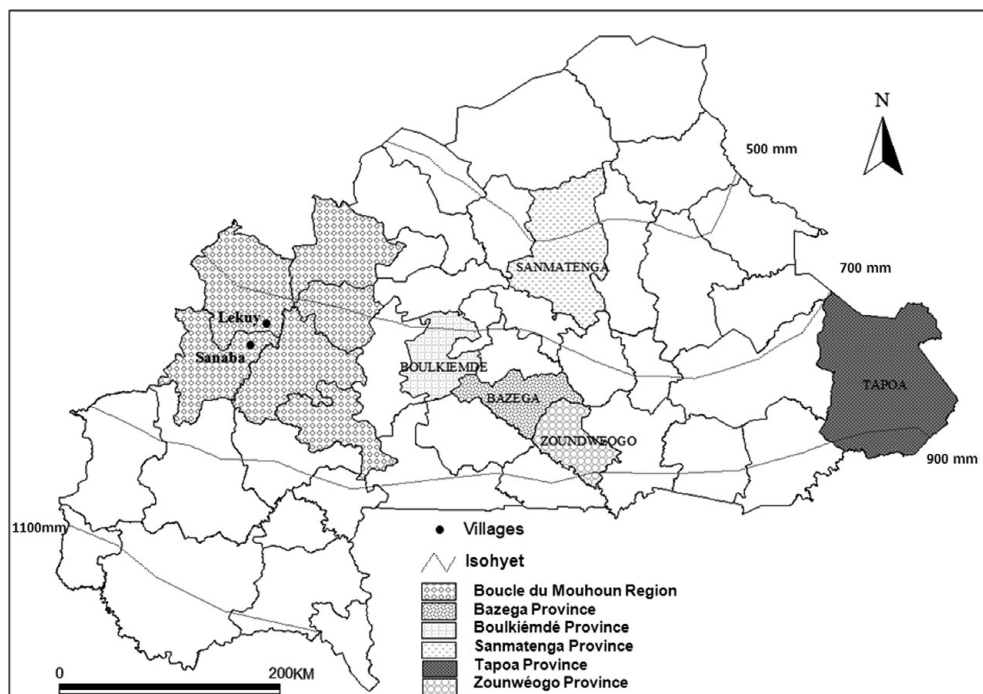 N
500 mm
SANMATENGA
700 mm
Lekuy
Sanaba
BOULKIÉMDÉ
BAZEGA
TAPOA
ZOUNDWEOGO
900 mm
1100mm
Villages
Isohyet
Boucle du Mouhoun Region
Bazega Province
Boulkiémdé Province
Sanmatenga Province
Tapoa Province
Zounwéogo Province
0 200KM